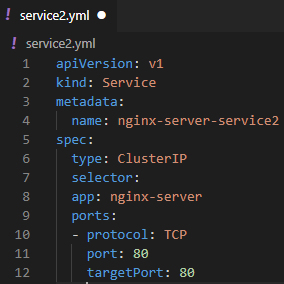 ! service2.yml ●
! service2.yml
1 apiVersion: v1
2 kind: Service
3 metadata:
4   name: nginx-server-service2
5 spec:
6   type: ClusterIP
7   selector:
8   app: nginx-server
9   ports:
10   - protocol: TCP
11     port: 80
12     targetPort: 80